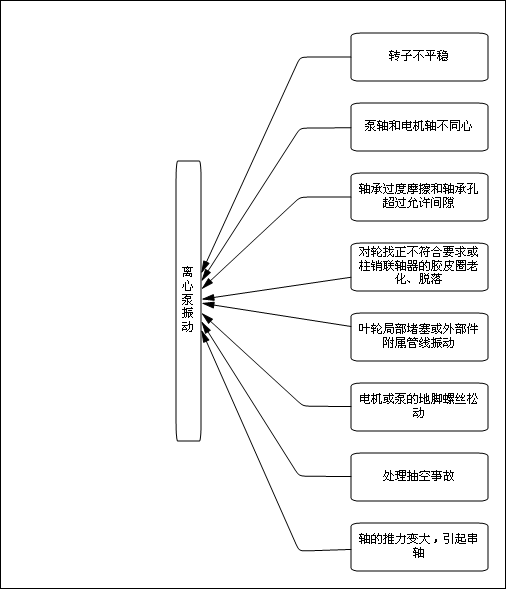 转子不平稳
泵轴和电机轴不同心
轴承过度摩擦和轴承孔
超过允许间隙
对轮找正不符合要求或
柱销联轴器的胶皮圈老
化、脱落
叶轮局部堵塞或外部件
附属管线振动
电机或泵的地脚螺丝松
动
处理抽空事故
轴的推力变大，引起串
轴
离
心
泵
振
动